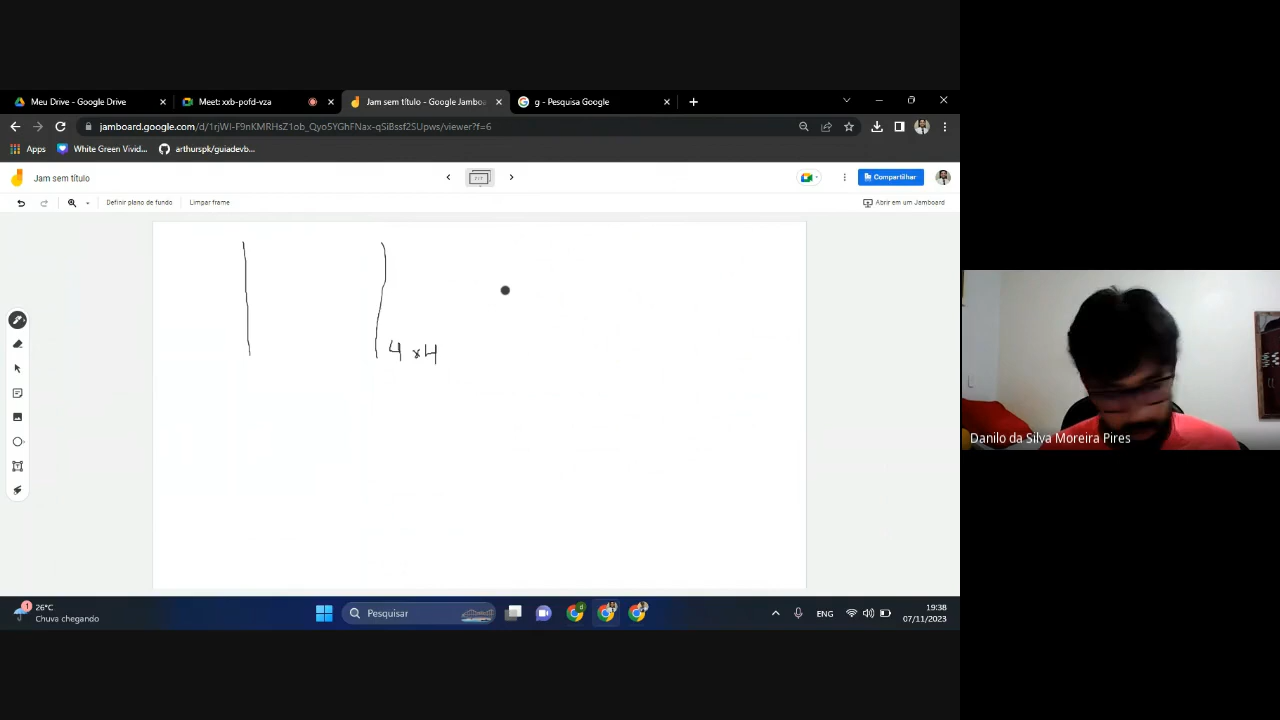 Meu Drive - Google Drive
Meet: xxb-pofd-vza
Jam sem título - Google Jambo
g - Pesquisa Google
jamboard.google.com/d/1rjWI-F9nKMRHsZ1ob_Qyo5YGhFNax-qSiBssf2SUpws/viewer?f=6
Apps
White Green Vivid...
arthurspk/guiadevb...
Jam sem título
Compartilhar
Definir plano de fundo
Limpar frame
Abrir em um Jamboard
4 x 4
Danilo da Silva Moreira Pires
1
26°C
Chuva chegando
Pesquisar
ENG
19:38
07/11/2023